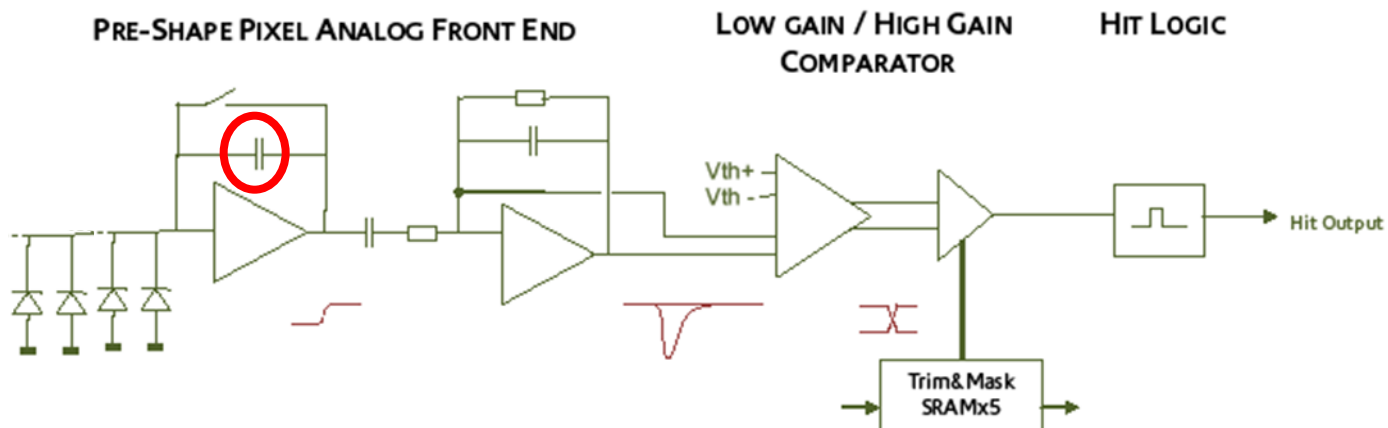 PRE-SHAPE PIXEL ANALOG FRONT END
LOW GAIN / HIGH GAIN
COMPARATOR
HIT LOGIC
Vth+
Vth -
Hit Output
Trim&Mask
SRAMx5